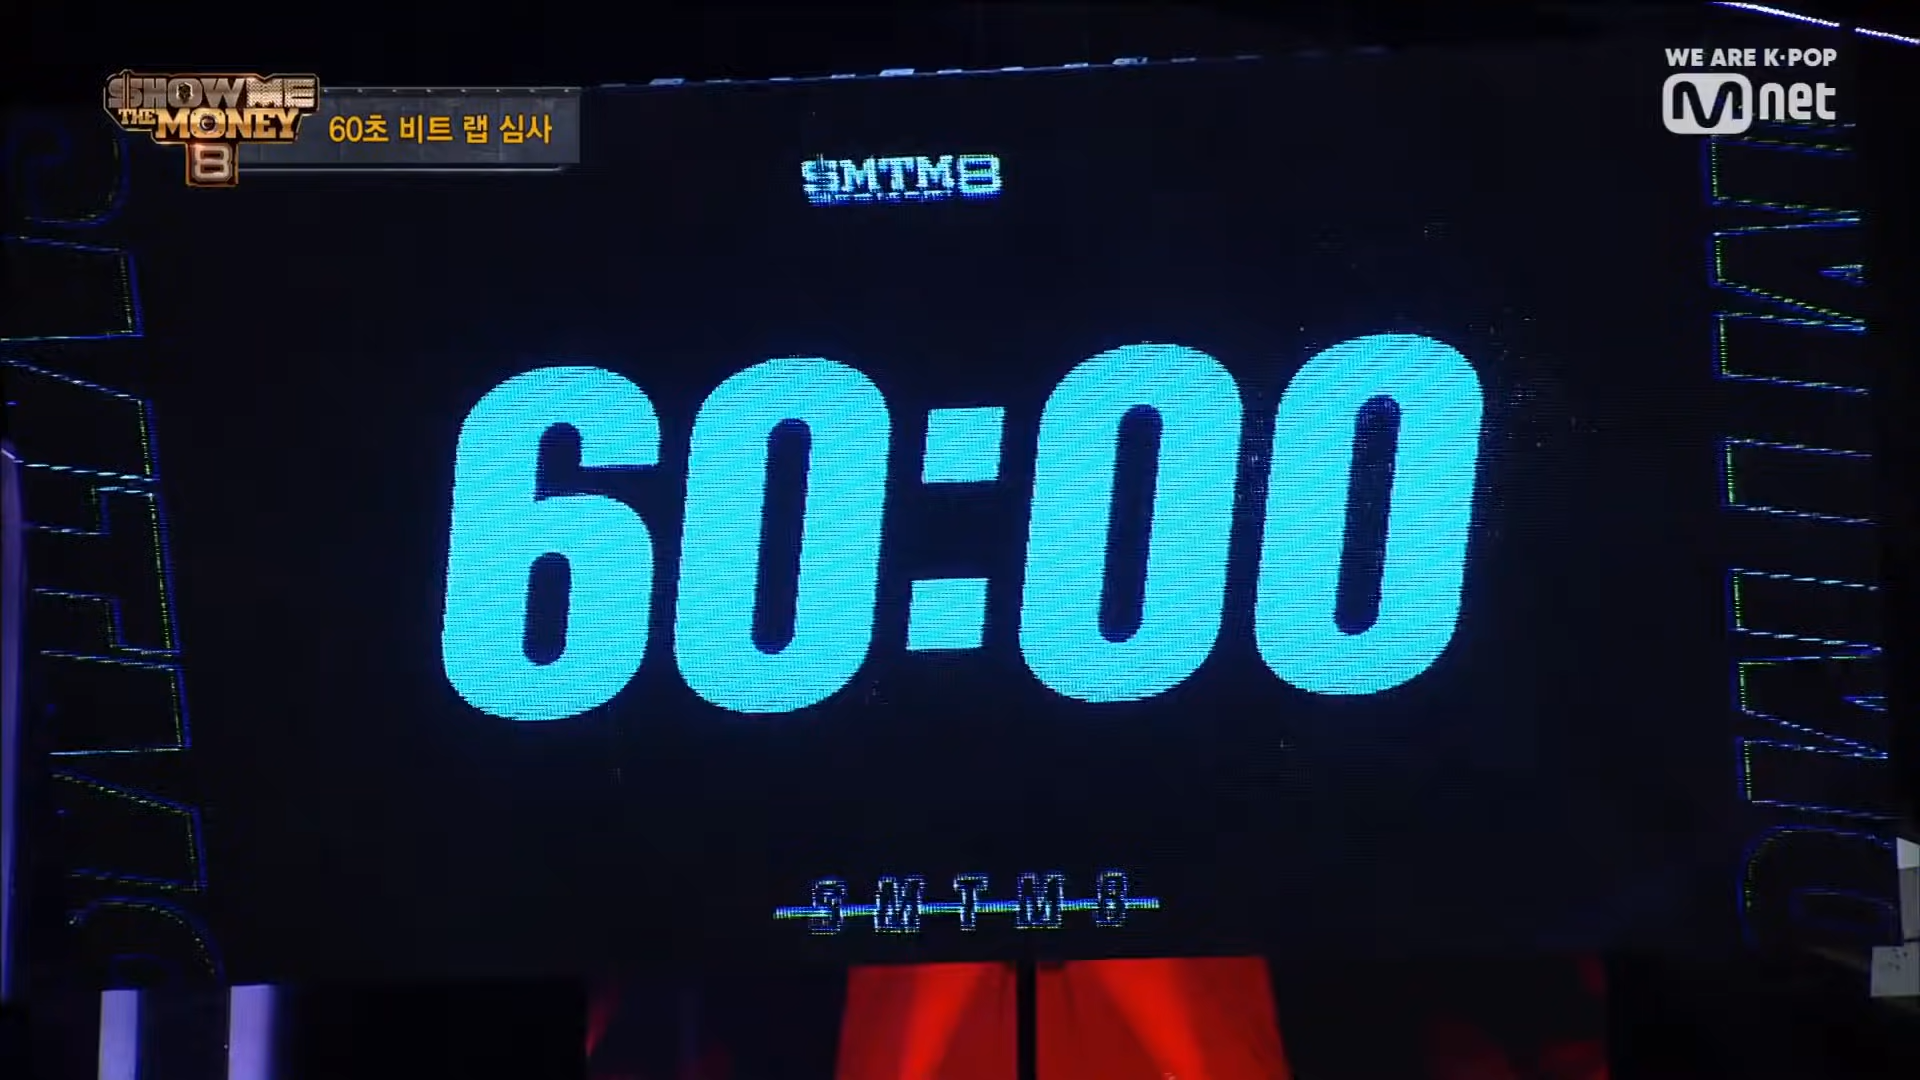 SHOW ME
THE MONEY
8
60초 비트 랩 심사
WE ARE K·POP
Mnet
SMTM8
60:00
SMTM8